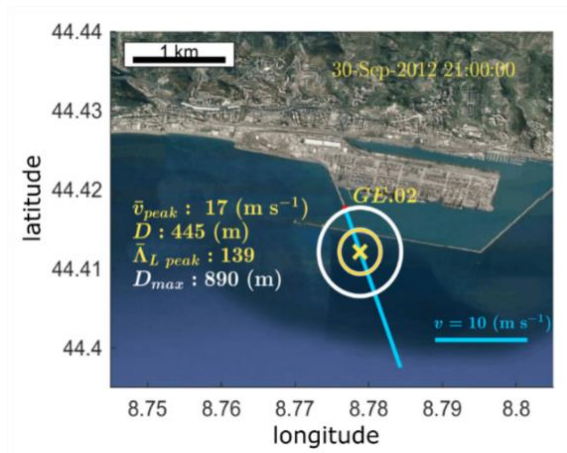 44.44
1 km
30-Sep-2012 21:00:00
44.43
44.42
GE.02
v̄peak : 17 (m s⁻¹)
D : 445 (m)
44.41
Λ̄L peak : 139
Dmax : 890 (m)
v = 10 (m s⁻¹)
44.4
8.75 8.76 8.77 8.78 8.79 8.8
longitude
latitude